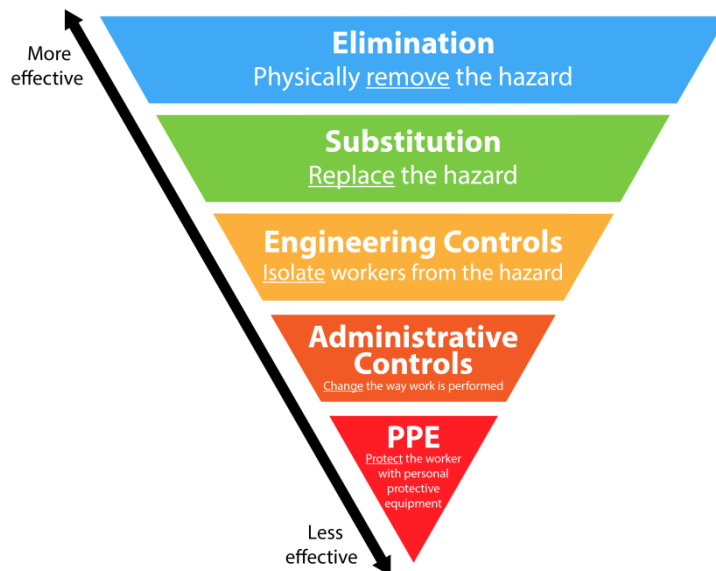 More
effective
Elimination
Physically remove the hazard
Substitution
Replace the hazard
Engineering Controls
Isolate workers from the hazard
Administrative
Controls
Change the way work is performed
PPE
Protect the worker
with personal
protective
equipment
Less
effective